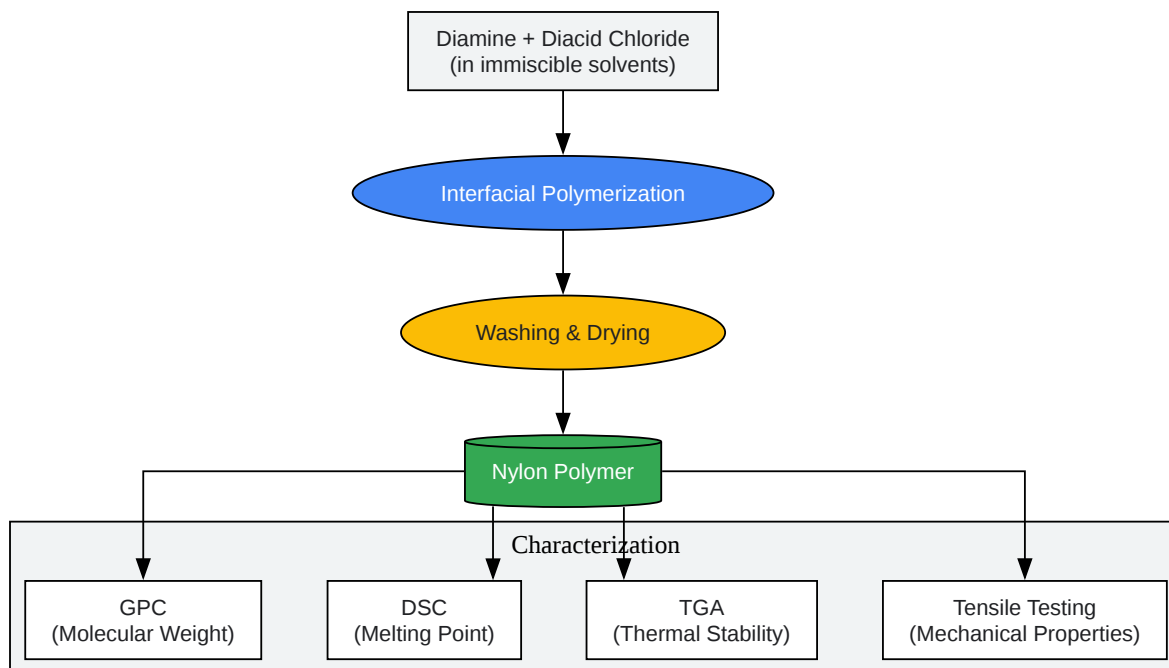 Diamine + Diacid Chloride
(in immiscible solvents)
Interfacial Polymerization
Washing & Drying
Nylon Polymer
Characterization
GPC
(Molecular Weight)
DSC
(Melting Point)
TGA
(Thermal Stability)
Tensile Testing
(Mechanical Properties)